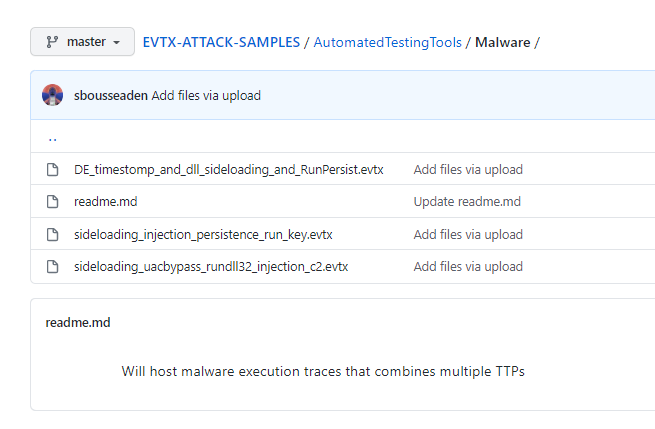 master EVTX-ATTACK-SAMPLES / AutomatedTestingTools / Malware /
sbousseaden Add files via upload
..
DE_timestomp_and_dll_sideloading_and_RunPersist.evtx Add files via upload
readme.md Update readme.md
sideloading_injection_persistence_run_key.evtx Add files via upload
sideloading_uacbypass_rundll32_injection_c2.evtx Add files via upload
readme.md
Will host malware execution traces that combines multiple TTPs